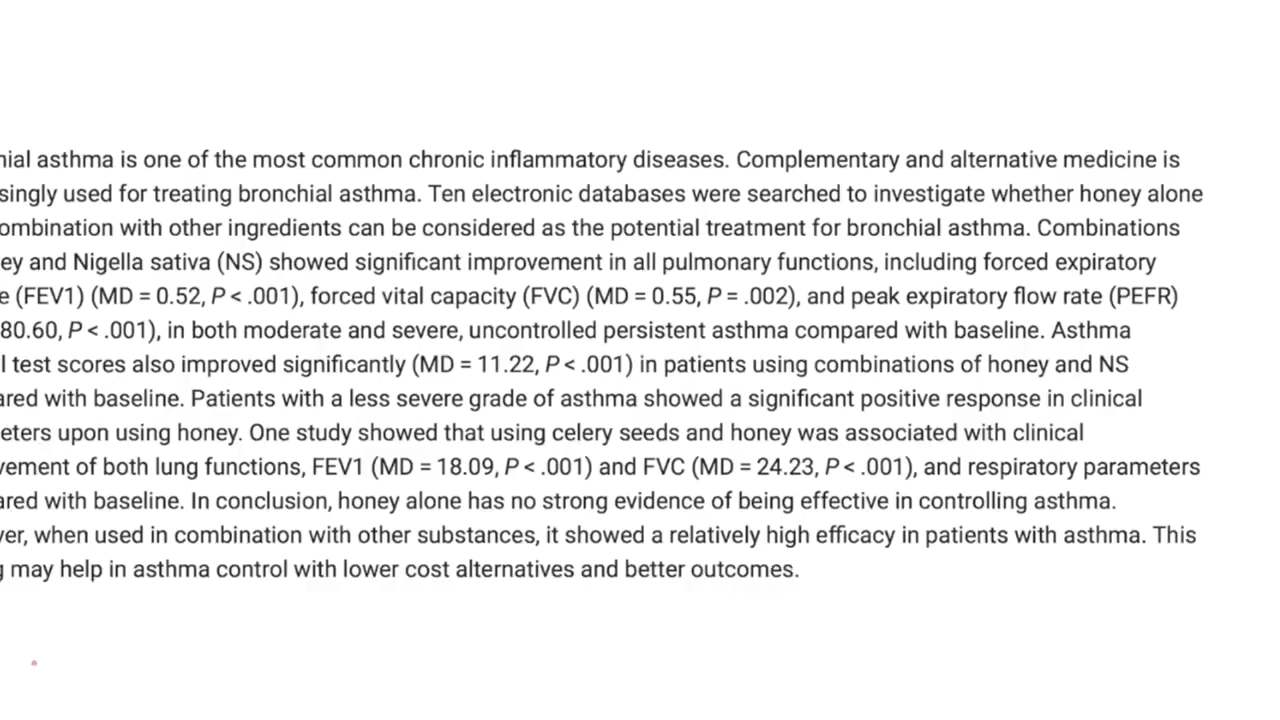 asthma is one of the most common chronic inflammatory diseases. Complementary and alternative medicine is
used for treating bronchial asthma. Ten electronic databases were searched to investigate whether honey alone
with other ingredients can be considered as the potential treatment for bronchial asthma. Combinations
and Nigella sativa (NS) showed significant improvement in all pulmonary functions, including forced expiratory
(FEV1) (MD = 0.52, P < .001), forced vital capacity (FVC) (MD = 0.55, P = .002), and peak expiratory flow rate (PEFR)
80.60, P < .001), in both moderate and severe, uncontrolled persistent asthma compared with baseline. Asthma
test scores also improved significantly (MD = 11.22, P < .001) in patients using combinations of honey and NS
with baseline. Patients with a less severe grade of asthma showed a significant positive response in clinical
upon using honey. One study showed that using celery seeds and honey was associated with clinical
of both lung functions, FEV1 (MD = 18.09, P < .001) and FVC (MD = 24.23, P < .001), and respiratory parameters
with baseline. In conclusion, honey alone has no strong evidence of being effective in controlling asthma.
when used in combination with other substances, it showed a relatively high efficacy in patients with asthma. This
may help in asthma control with lower cost alternatives and better outcomes.